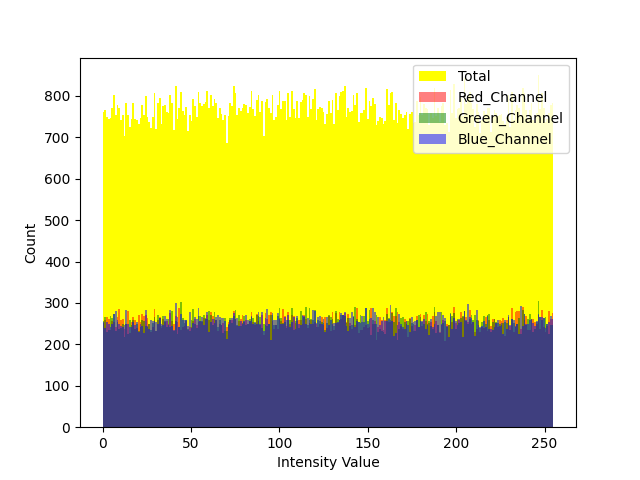 Total
Red_Channel
Green_Channel
Blue_Channel
800
700
600
500
400
300
200
100
0
Count
0 50 100 150 200 250
Intensity Value